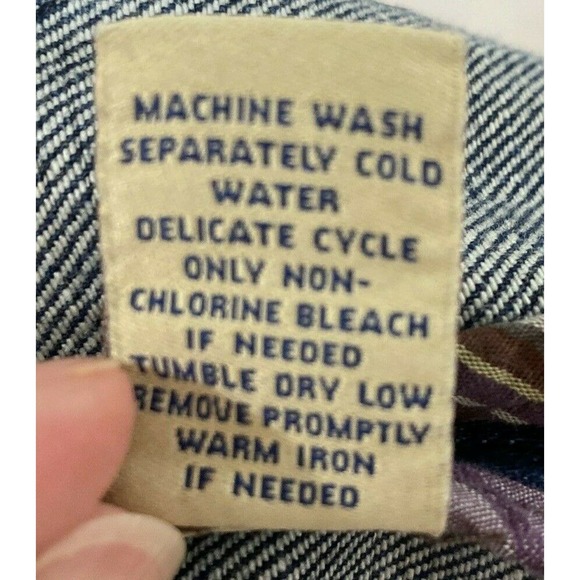 MACHINE WASH
SEPARATELY COLD
WATER
DELICATE CYCLE
ONLY NON-
CHLORINE BLEACH
IF NEEDED
TUMBLE DRY LOW
REMOVE PROMPTLY
WARM IRON
IF NEEDED